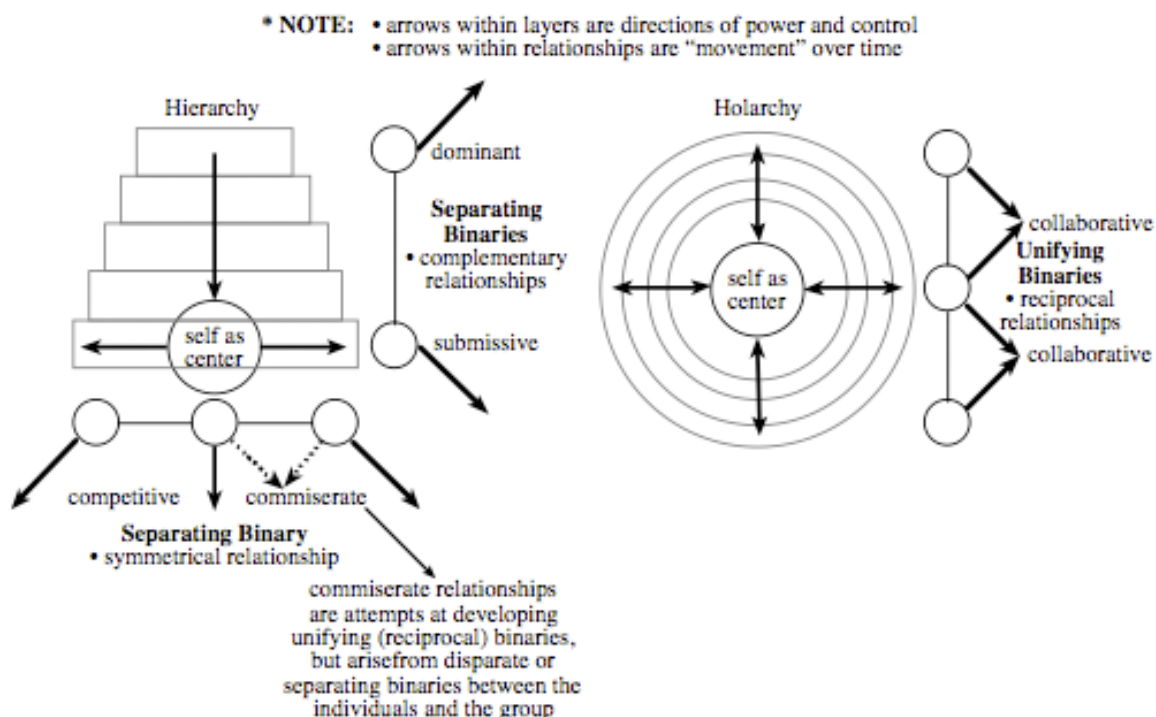 * NOTE: • arrows within layers are directions of power and control
• arrows within relationships are “movement” over time
Hierarchy
dominant
Separating
Binaries
• complementary
relationships
self as
center
submissive
competitive
commiserate
Separating Binary
• symmetrical relationship
commiserate relationships
are attempts at developing
unifying (reciprocal) binaries,
but arisefrom disparate or
separating binaries between the
individuals and the group
Holarchy
self as
center
collaborative
Unifying
Binaries
• reciprocal
relationships
collaborative